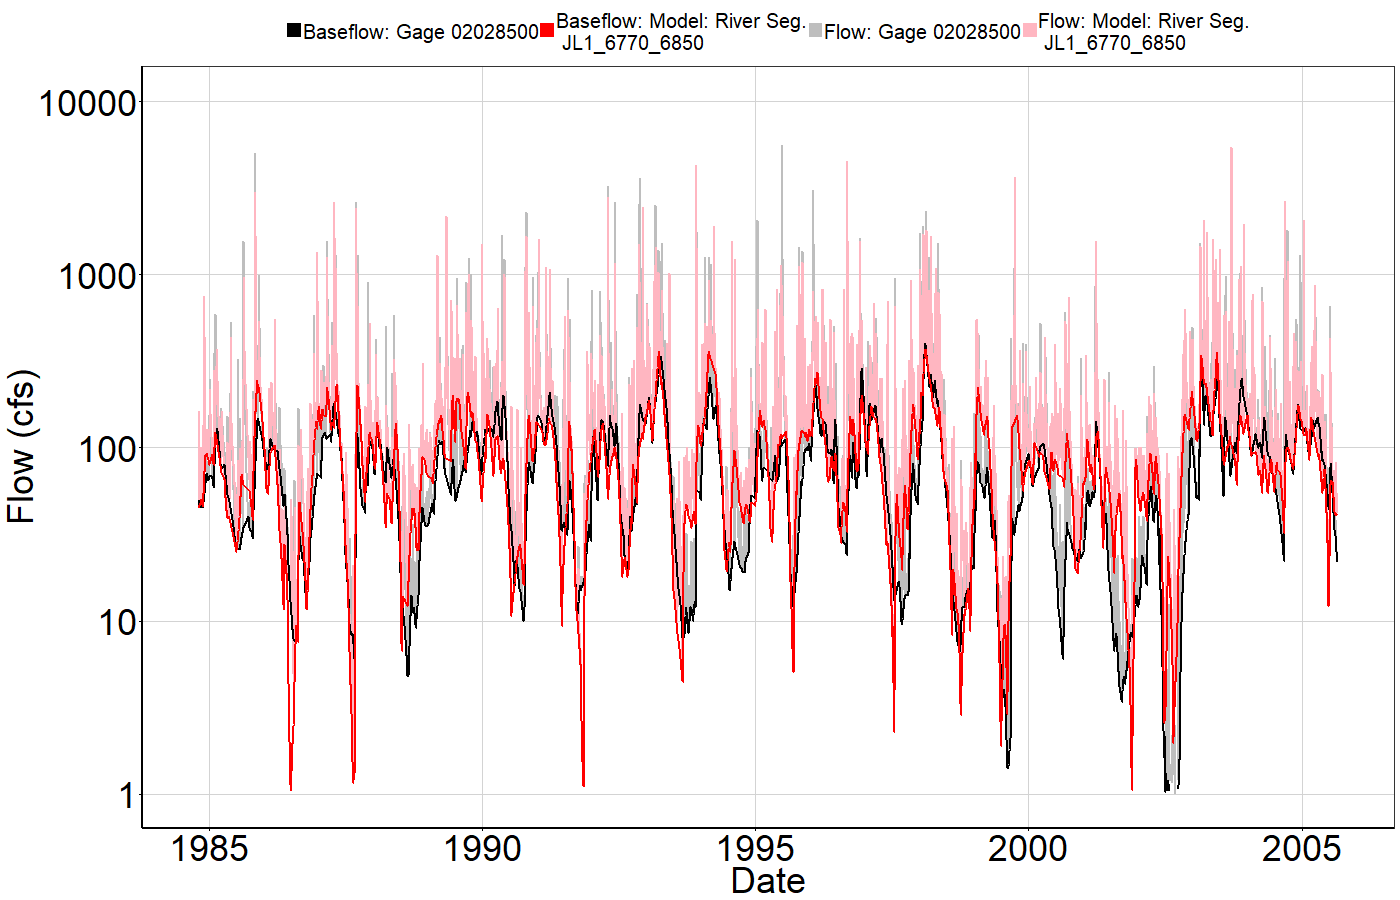 Baseflow: Gage 02028500 Baseflow: Model: River Seg. Flow: Gage 02028500 Flow: Model: River Seg.
JL1_6770_6850 JL1_6770_6850
10000
1000
100
10
1
Flow (cfs)
1985 1990 1995 2000 2005
Date